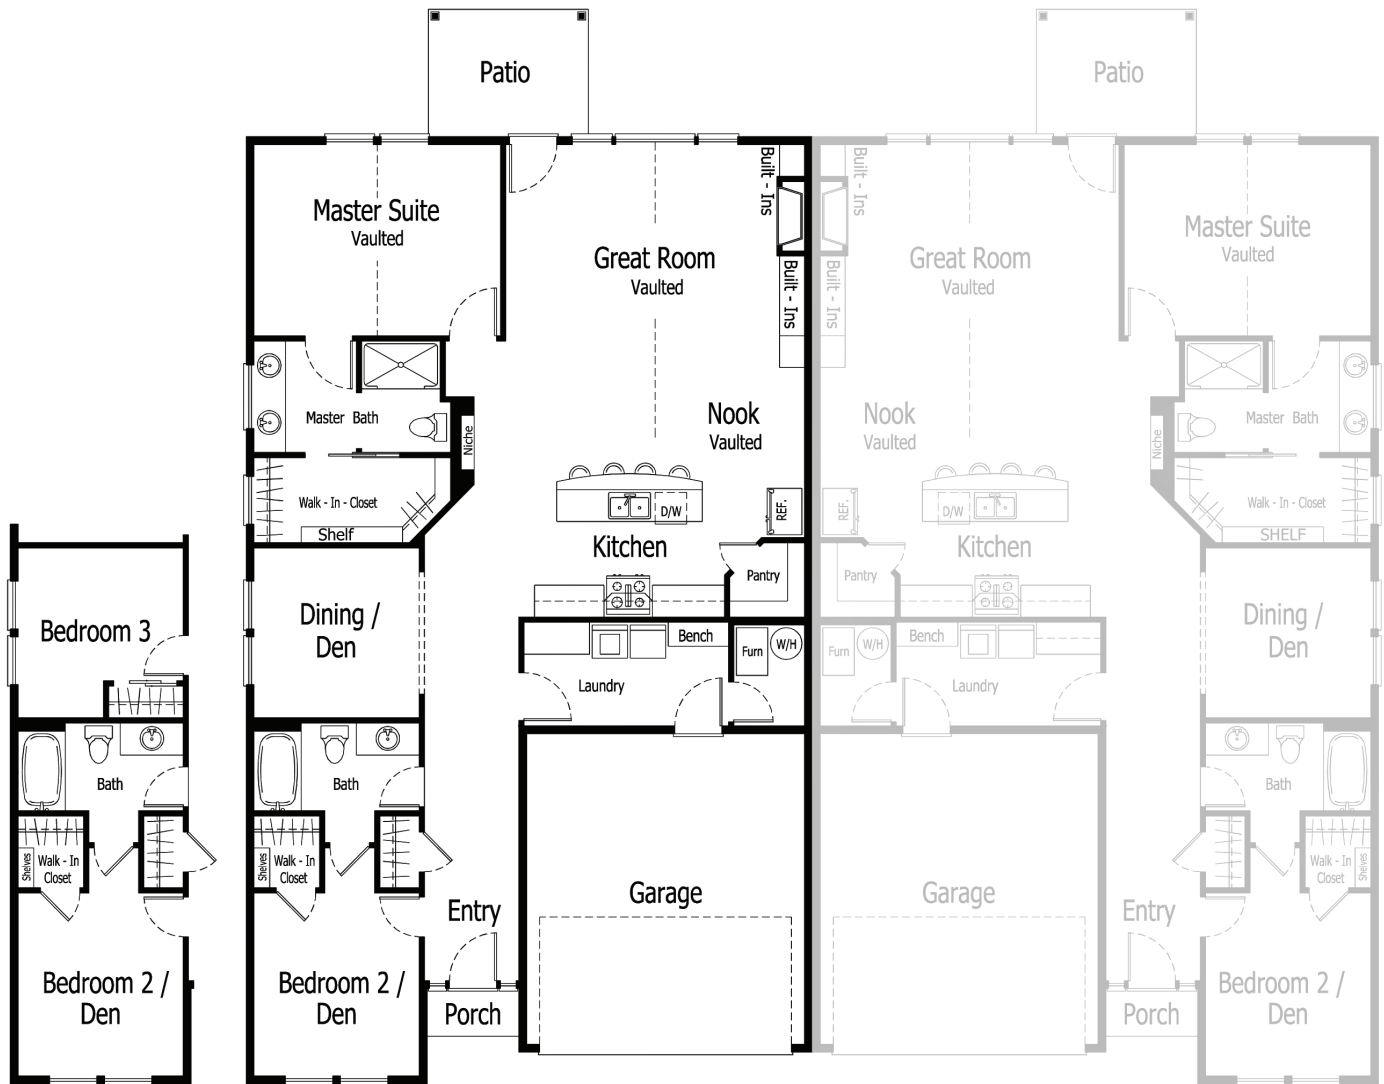 Patio
Master Suite
Vaulted
Great Room
Vaulted
Built - Ins
Built - Ins
Master Bath
Niche
Nook
Vaulted
Walk - In - Closet
Shelf
D/W
REF.
Kitchen
Pantry
Dining /
Den
Bench
Furn
W/H
Laundry
Bath
Walk - In
Closet
Shelves
Garage
Entry
Bedroom 2 /
Den
Porch
Bedroom 3
Bath
Shelves
Walk - In
Closet
Bedroom 2 /
Den
Patio
Built - Ins
Master Suite
Vaulted
Great Room
Vaulted
Built - Ins
Nook
Vaulted
Niche
Master Bath
Walk - In - Closet
SHELF
REF.
D/W
Kitchen
Pantry
Dining /
Den
Furn
W/H
Bench
Laundry
Bath
Walk - In
Closet
Shelves
Garage
Entry
Bedroom 2 /
Den
Porch